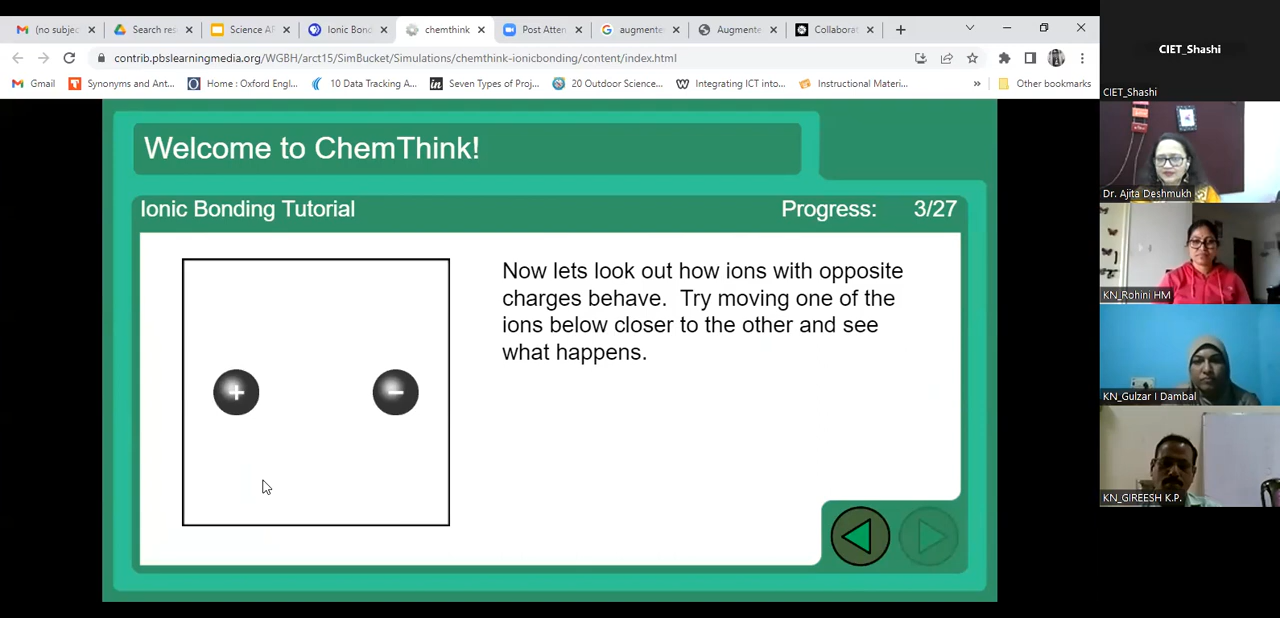 (no subjec
Search res
Science AP
Ionic Bond
chemthink
Post Atten
augmente
Augmente
Collabora
contrib.pbslearningmedia.org/WGBH/arct15/SimBucket/Simulations/chemthink-ionicbonding/content/index.html
Gmail
Synonyms and Ant...
Home : Oxford Engl...
10 Data Tracking A...
Seven Types of Proj...
20 Outdoor Science...
Integrating ICT into...
Instructional Materi...
»
Other bookmarks
Welcome to ChemThink!
Ionic Bonding Tutorial
Progress: 3/27
Now lets look out how ions with opposite
charges behave. Try moving one of the
ions below closer to the other and see
what happens.
+
−
CIET_Shashi
CIET_Shashi
Dr. Ajita Deshmukh
KN_Rohini HM
KN_Gulzar I Dambal
KN_GIREESH K.P.